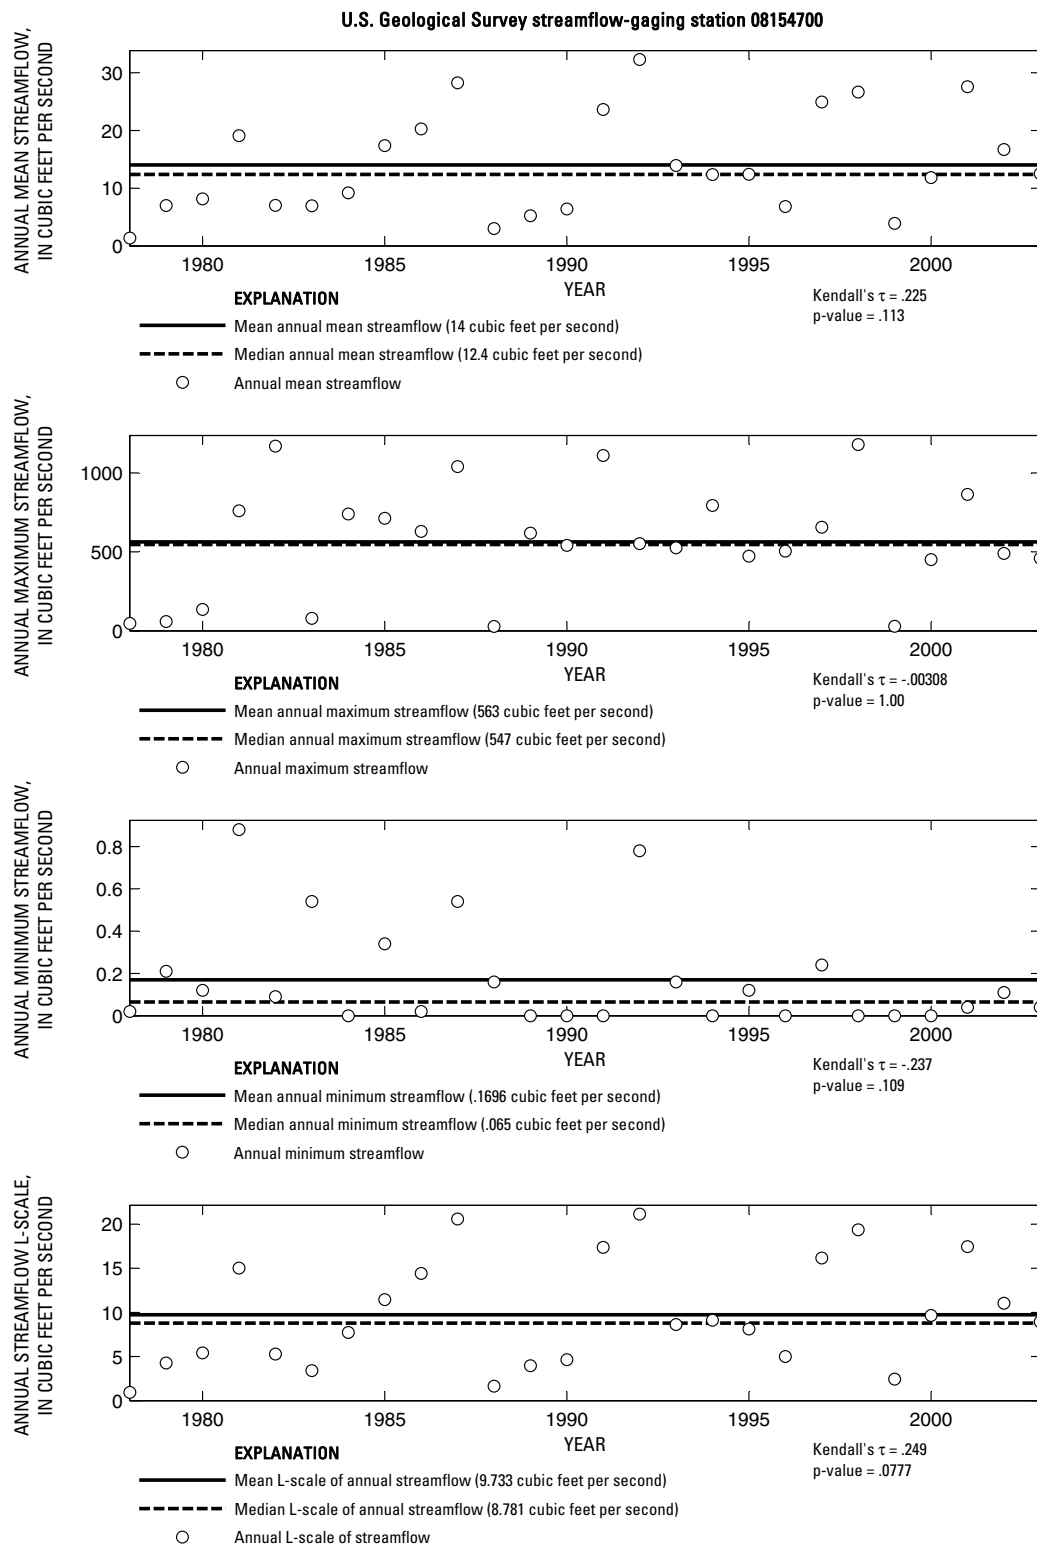 U.S. Geological Survey streamflow-gaging station 08154700
ANNUAL MEAN STREAMFLOW,
IN CUBIC FEET PER SECOND
30
20
10
0
1980 1985 1990 1995 2000
YEAR
EXPLANATION
Mean annual mean streamflow (14 cubic feet per second)
Median annual mean streamflow (12.4 cubic feet per second)
Annual mean streamflow
Kendall's τ = .225
p-value = .113
ANNUAL MAXIMUM STREAMFLOW,
IN CUBIC FEET PER SECOND
1000
500
0
1980 1985 1990 1995 2000
YEAR
EXPLANATION
Mean annual maximum streamflow (563 cubic feet per second)
Median annual maximum streamflow (547 cubic feet per second)
Annual maximum streamflow
Kendall's τ = -.00308
p-value = 1.00
ANNUAL MINIMUM STREAMFLOW,
IN CUBIC FEET PER SECOND
0.8
0.6
0.4
0.2
0
1980 1985 1990 1995 2000
YEAR
EXPLANATION
Mean annual minimum streamflow (.1696 cubic feet per second)
Median annual minimum streamflow (.065 cubic feet per second)
Annual minimum streamflow
Kendall's τ = -.237
p-value = .109
ANNUAL STREAMFLOW L-SCALE,
IN CUBIC FEET PER SECOND
20
15
10
5
0
1980 1985 1990 1995 2000
YEAR
EXPLANATION
Mean L-scale of annual streamflow (9.733 cubic feet per second)
Median L-scale of annual streamflow (8.781 cubic feet per second)
Annual L-scale of streamflow
Kendall's τ = .249
p-value = .0777